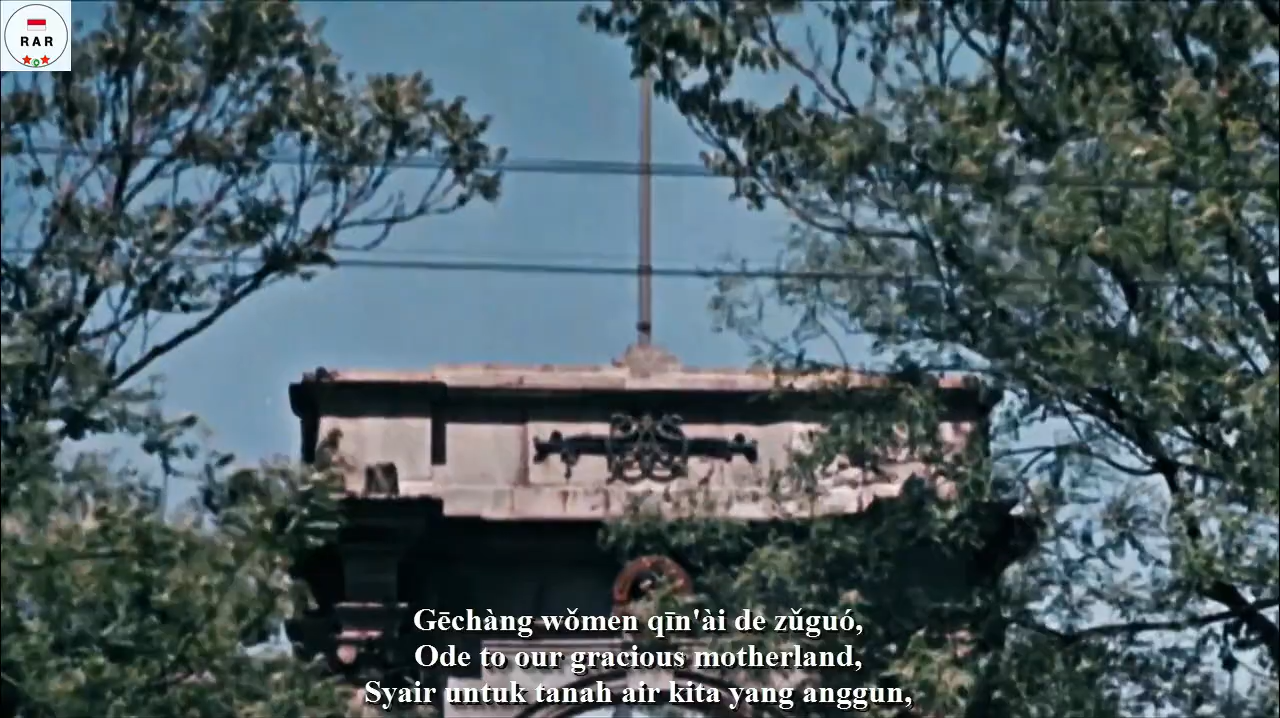 RAR
Gēchàng wǒmen qīn'ài de zǔguó,
Ode to our gracious motherland,
Syair untuk tanah air kita yang anggun,